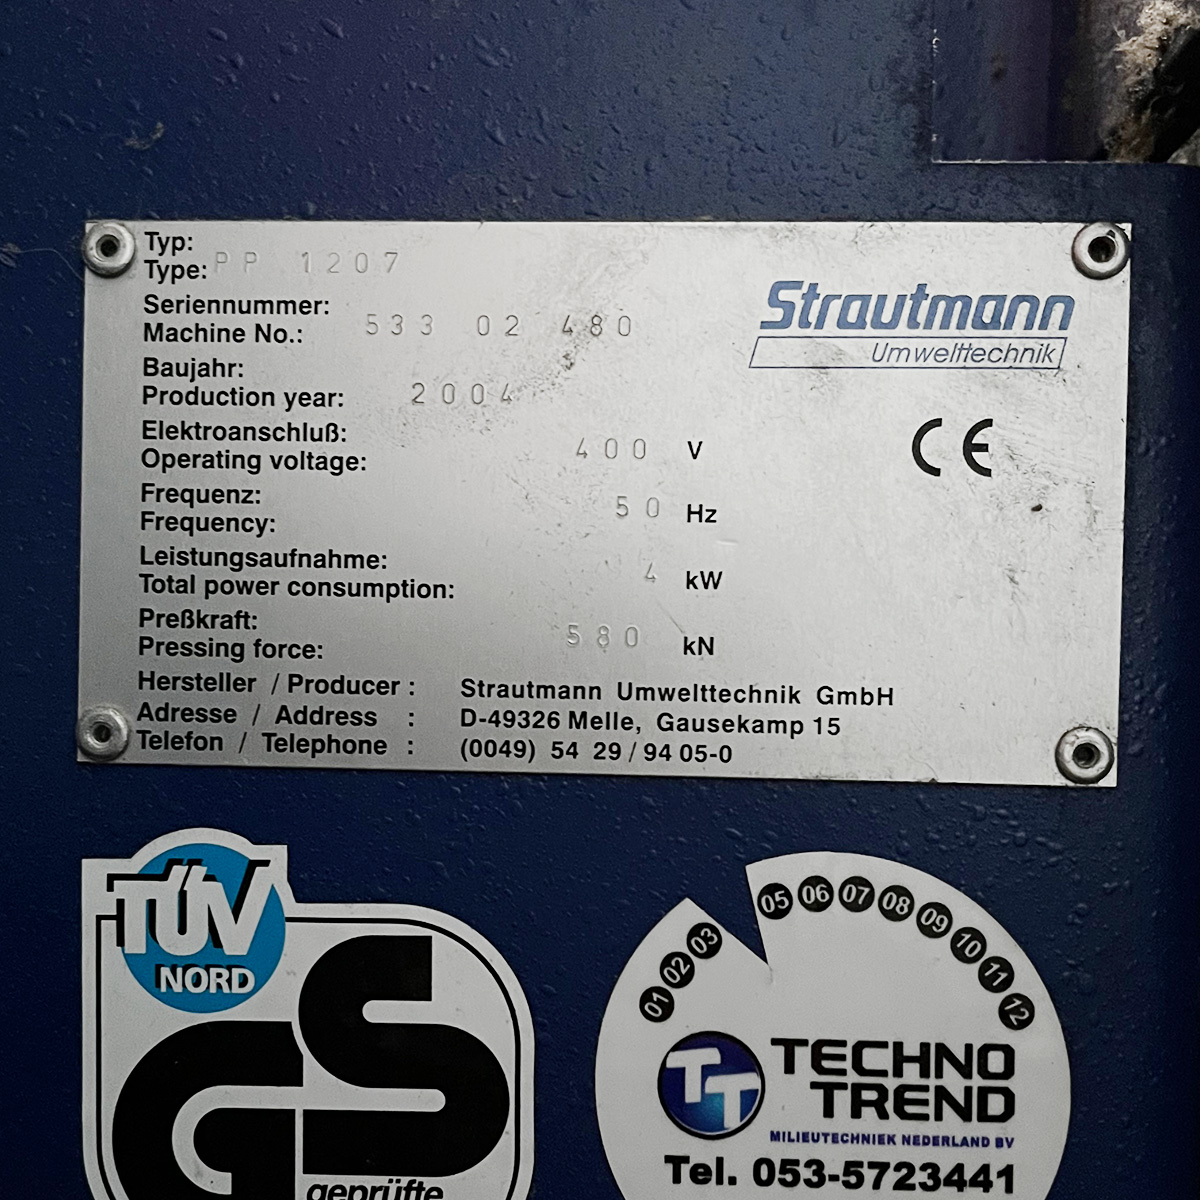 Typ:
Type: PP 1207
Seriennummer:
Machine No.: 533 02 480
Baujahr:
Production year: 2004
Elektroanschluß:
Operating voltage: 400 V
Frequenz:
Frequency: 50 Hz
Leistungsaufnahme:
Total power consumption: 4 kW
Preßkraft:
Pressing force: 580 kN
Hersteller / Producer : Strautmann Umwelttechnik GmbH
Adresse / Address : D-49326 Melle, Gausekamp 15
Telefon / Telephone : (0049) 54 29 / 94 05-0
Strautmann
Umwelttechnik
CE
TÜV
NORD
GS
geprüfte
01 02 03 05 06 07 08 09 10 11 12
TT
TECHNO
TREND
MILIEUTECHNIEK NEDERLAND BV
Tel. 053-5723441